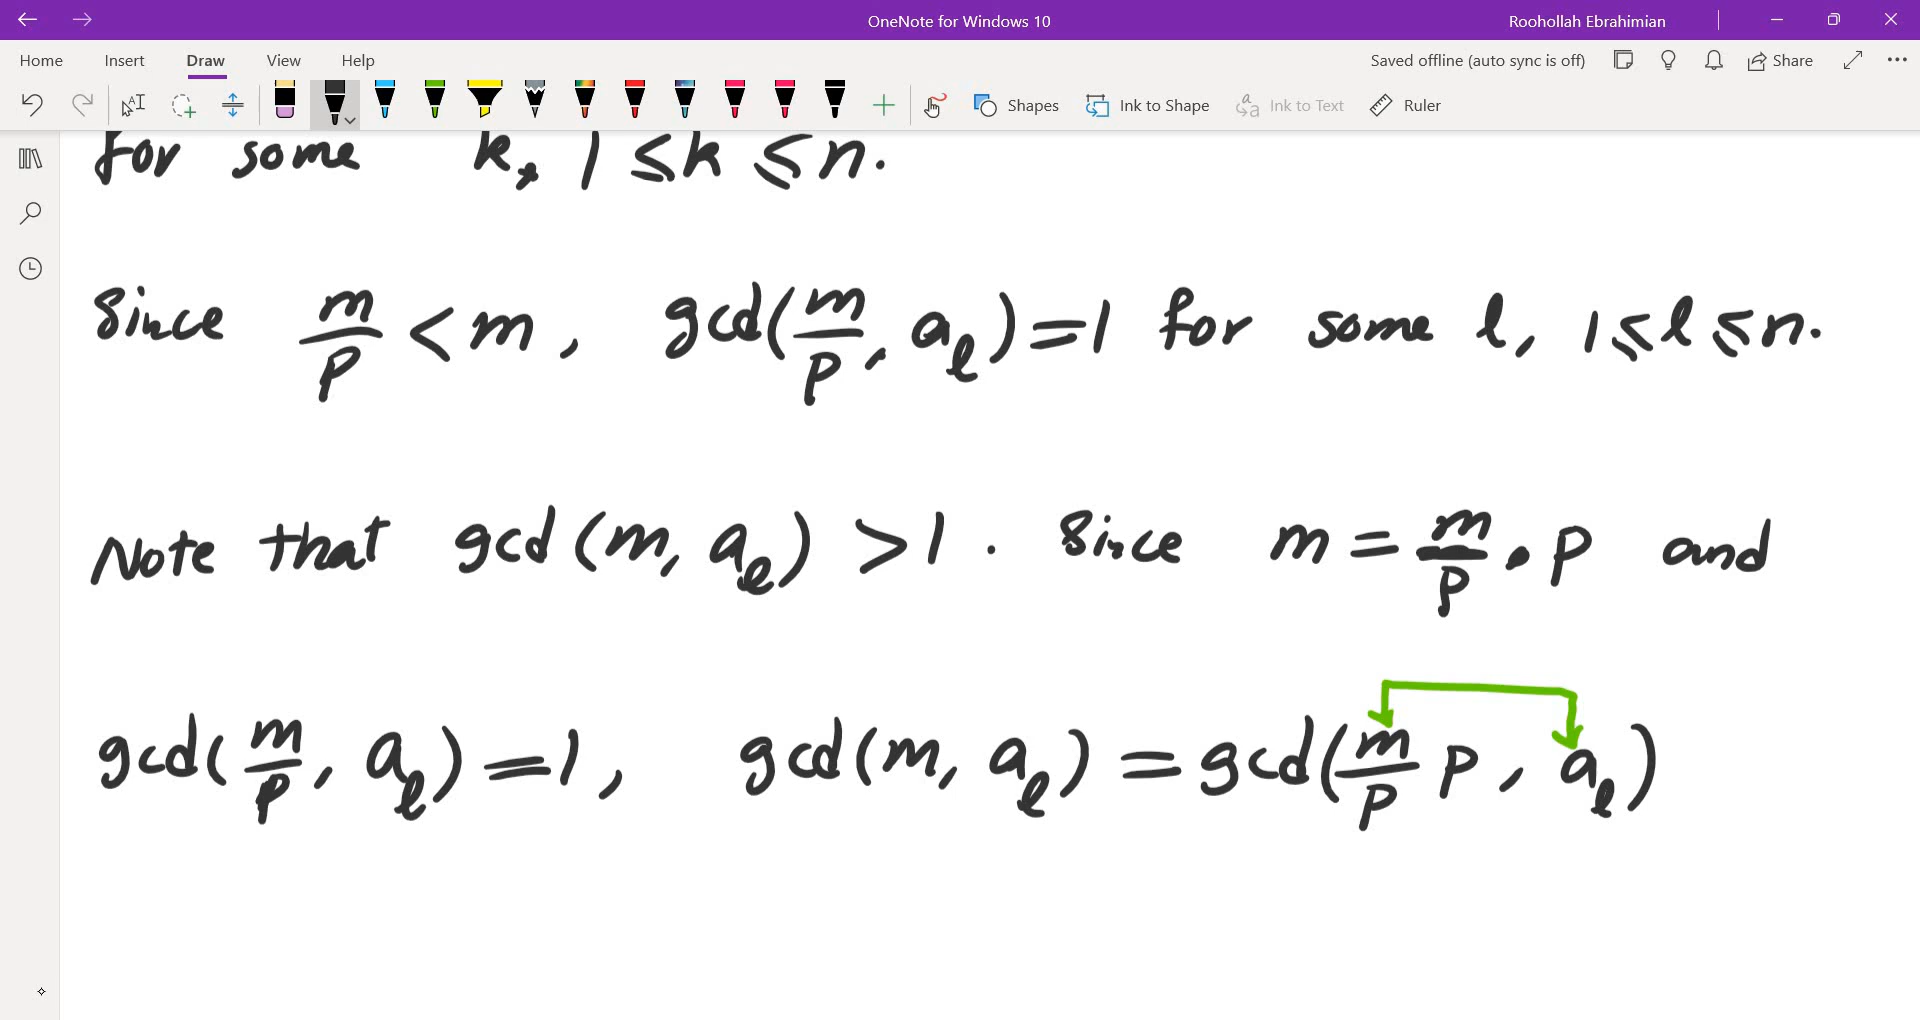 OneNote for Windows 10
Roohollah Ebrahimian
Home Insert Draw View Help
Saved offline (auto sync is off) Share
Shapes Ink to Shape Ink to Text Ruler
for some k, 1 ≤ k ≤ n.
Since m/p < m, gcd(m/p, a_l) = 1 for some l, 1 ≤ l ≤ n.
Note that gcd(m, a_l) > 1. Since m = m/p · p and
gcd(m/p, a_l) = 1, gcd(m, a_l) = gcd(m/p p, a_l)